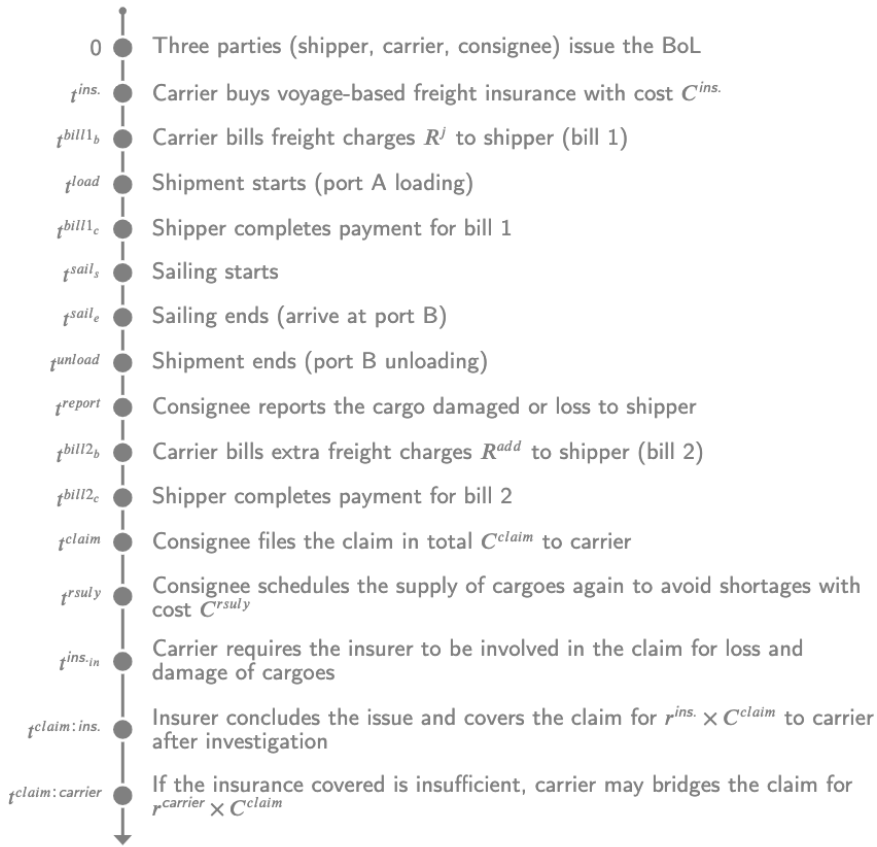 0 Three parties (shipper, carrier, consignee) issue the BoL
t^{ins.} Carrier buys voyage-based freight insurance with cost C^{ins.}
t^{bill1_b} Carrier bills freight charges R^j to shipper (bill 1)
t^{load} Shipment starts (port A loading)
t^{bill1_c} Shipper completes payment for bill 1
t^{sail_s} Sailing starts
t^{sail_e} Sailing ends (arrive at port B)
t^{unload} Shipment ends (port B unloading)
t^{report} Consignee reports the cargo damaged or loss to shipper
t^{bill2_b} Carrier bills extra freight charges R^{add} to shipper (bill 2)
t^{bill2_c} Shipper completes payment for bill 2
t^{claim} Consignee files the claim in total C^{claim} to carrier
t^{rsuly} Consignee schedules the supply of cargoes again to avoid shortages with
cost C^{rsuly}
t^{ins._{in}} Carrier requires the insurer to be involved in the claim for loss and
damage of cargoes
t^{claim:ins.} Insurer concludes the issue and covers the claim for r^{ins.} × C^{claim} to carrier
after investigation
t^{claim:carrier} If the insurance covered is insufficient, carrier may bridges the claim for
r^{carrier} × C^{claim}